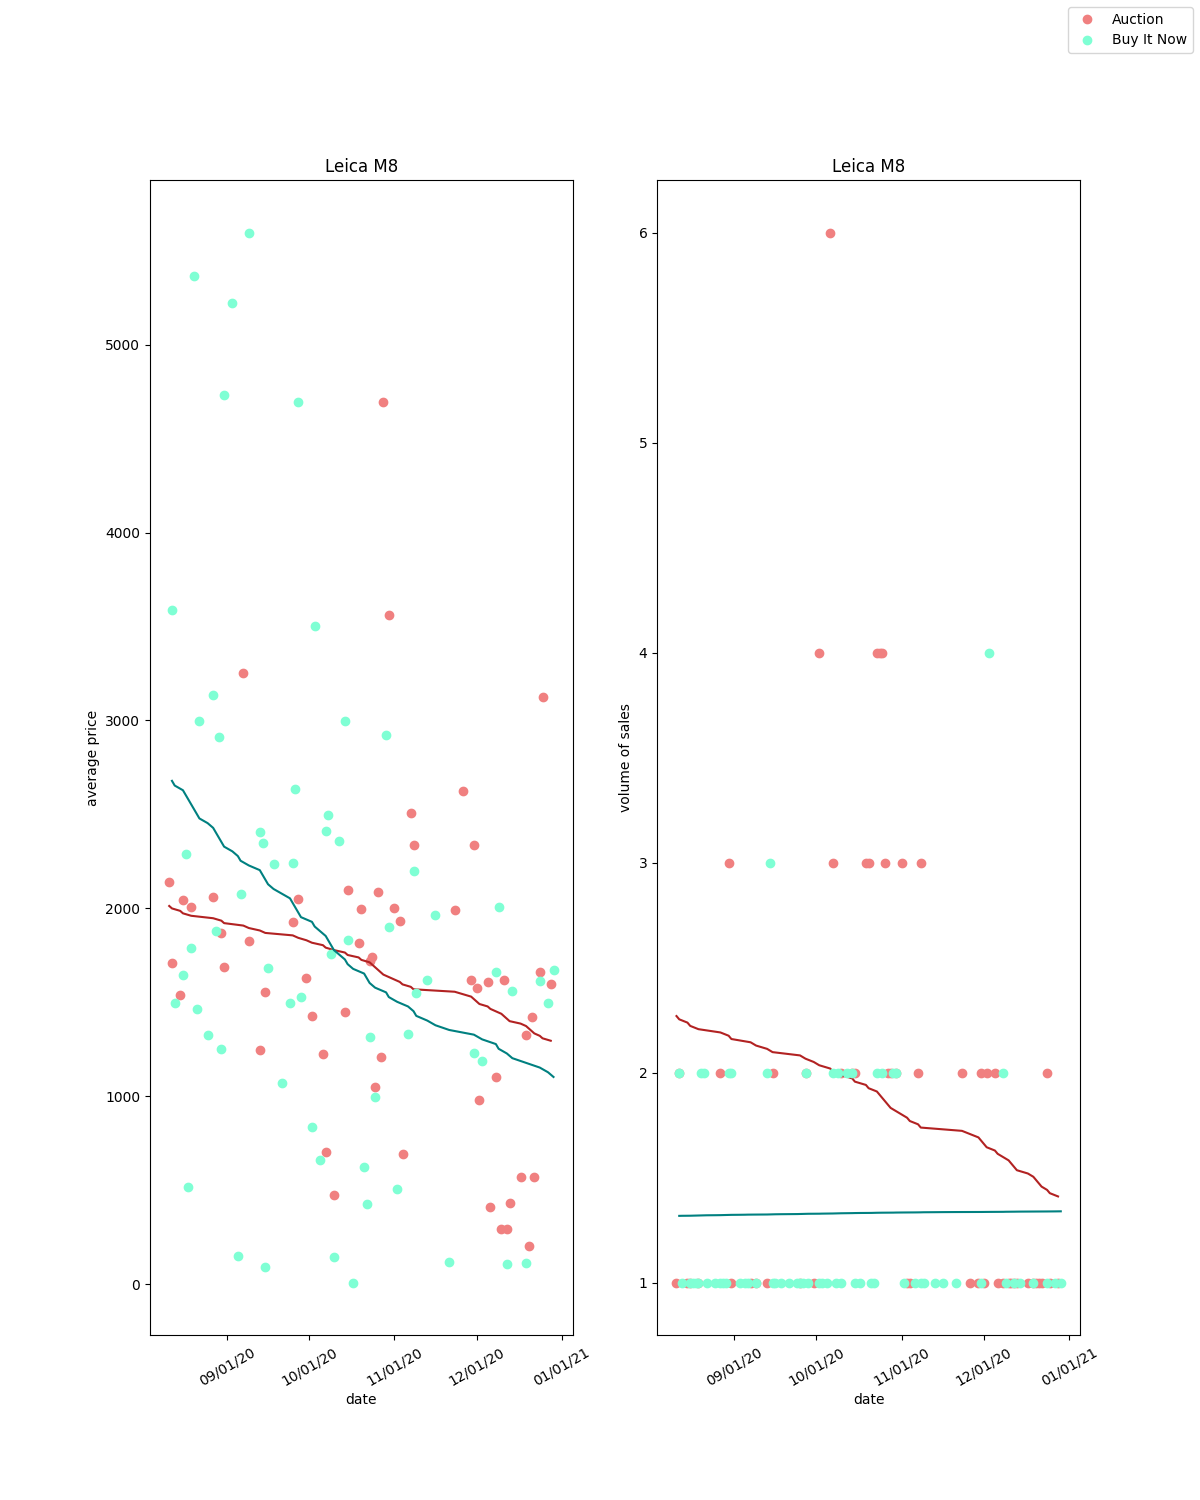 Auction
Buy It Now
Leica M8
5000
4000
3000
2000
1000
0
average price
09/01/20
10/01/20
11/01/20
12/01/20
01/01/21
date
Leica M8
6
5
4
3
2
1
volume of sales
09/01/20
10/01/20
11/01/20
12/01/20
01/01/21
date